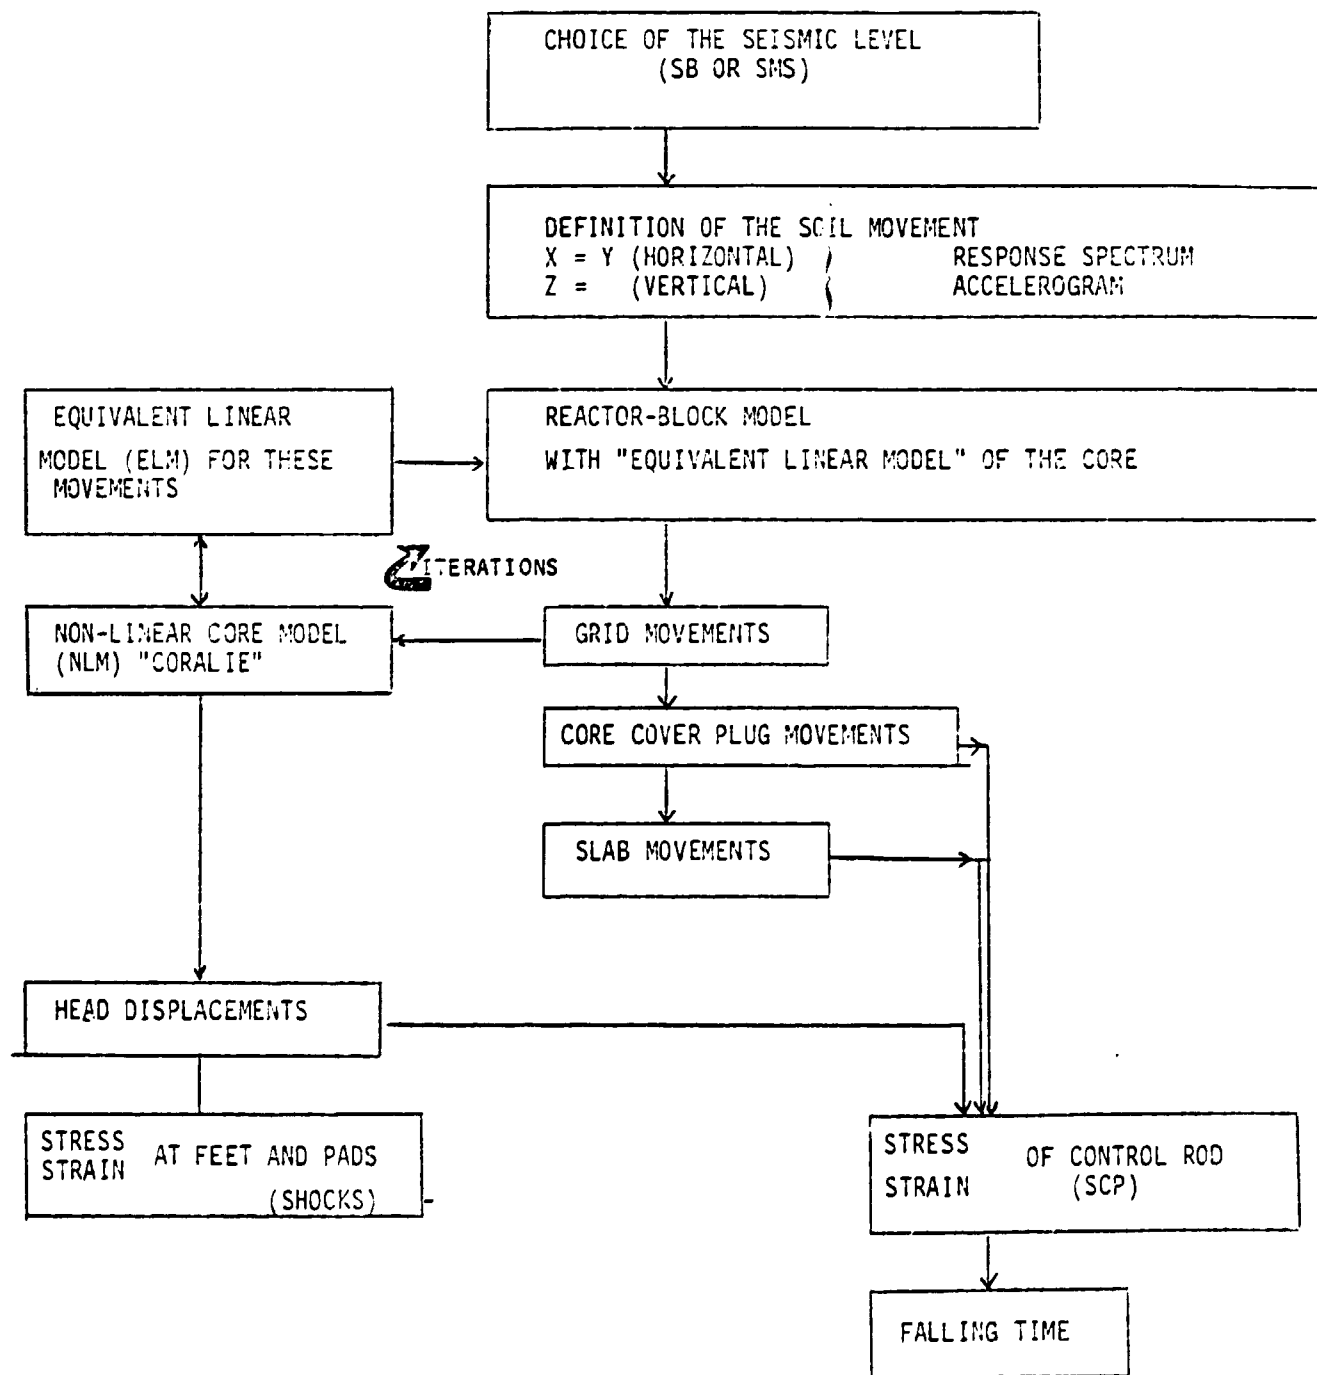 CHOICE OF THE SEISMIC LEVEL
(SB OR SMS)
DEFINITION OF THE SOIL MOVEMENT
X = Y (HORIZONTAL) } RESPONSE SPECTRUM
Z = (VERTICAL) { ACCELEROGRAM
EQUIVALENT LINEAR
MODEL (ELM) FOR THESE
MOVEMENTS
REACTOR-BLOCK MODEL
WITH "EQUIVALENT LINEAR MODEL" OF THE CORE
ITERATIONS
NON-LINEAR CORE MODEL
(NLM) "CORALIE"
GRID MOVEMENTS
CORE COVER PLUG MOVEMENTS
SLAB MOVEMENTS
HEAD DISPLACEMENTS
STRESS
STRAIN AT FEET AND PADS
(SHOCKS)
STRESS OF CONTROL ROD
STRAIN (SCP)
FALLING TIME